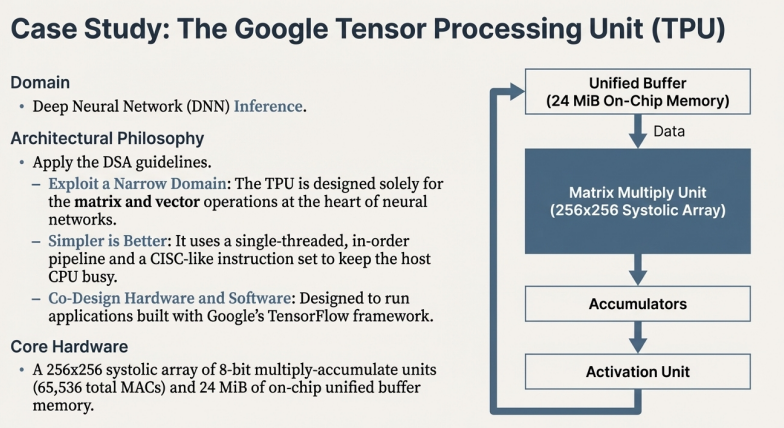 Case Study: The Google Tensor Processing Unit (TPU)
Domain
• Deep Neural Network (DNN) Inference.
Architectural Philosophy
• Apply the DSA guidelines.
– Exploit a Narrow Domain: The TPU is designed solely for
the matrix and vector operations at the heart of neural
networks.
– Simpler is Better: It uses a single-threaded, in-order
pipeline and a CISC-like instruction set to keep the host
CPU busy.
– Co-Design Hardware and Software: Designed to run
applications built with Google's TensorFlow framework.
Core Hardware
• A 256x256 systolic array of 8-bit multiply-accumulate units
(65,536 total MACs) and 24 MiB of on-chip unified buffer
memory.
Unified Buffer
(24 MiB On-Chip Memory)
Data
Matrix Multiply Unit
(256x256 Systolic Array)
Accumulators
Activation Unit